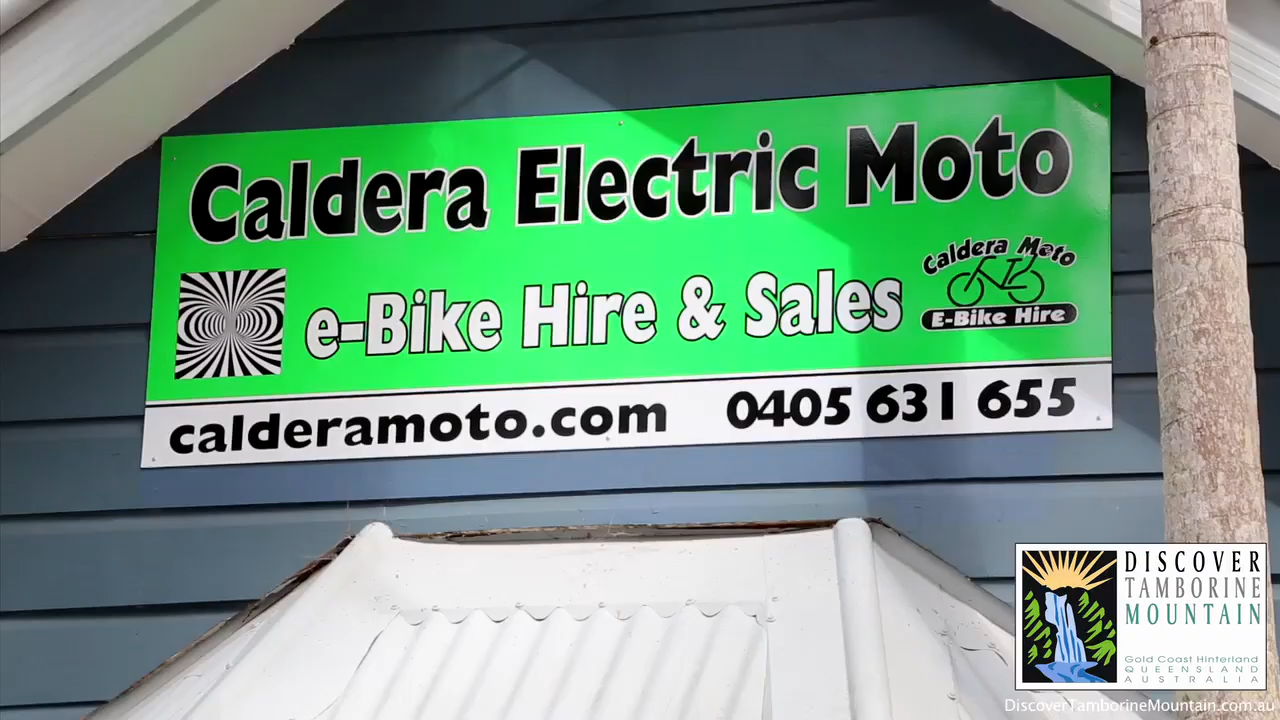 Caldera Electric Moto
e-Bike Hire & Sales
Caldera Moto
E-Bike Hire
calderamoto.com 0405 631 655
DISCOVER
TAMBORINE
MOUNTAIN
Gold Coast Hinterland
QUEENSLAND
AUSTRALIA
DiscoverTamborineMountain.com.au